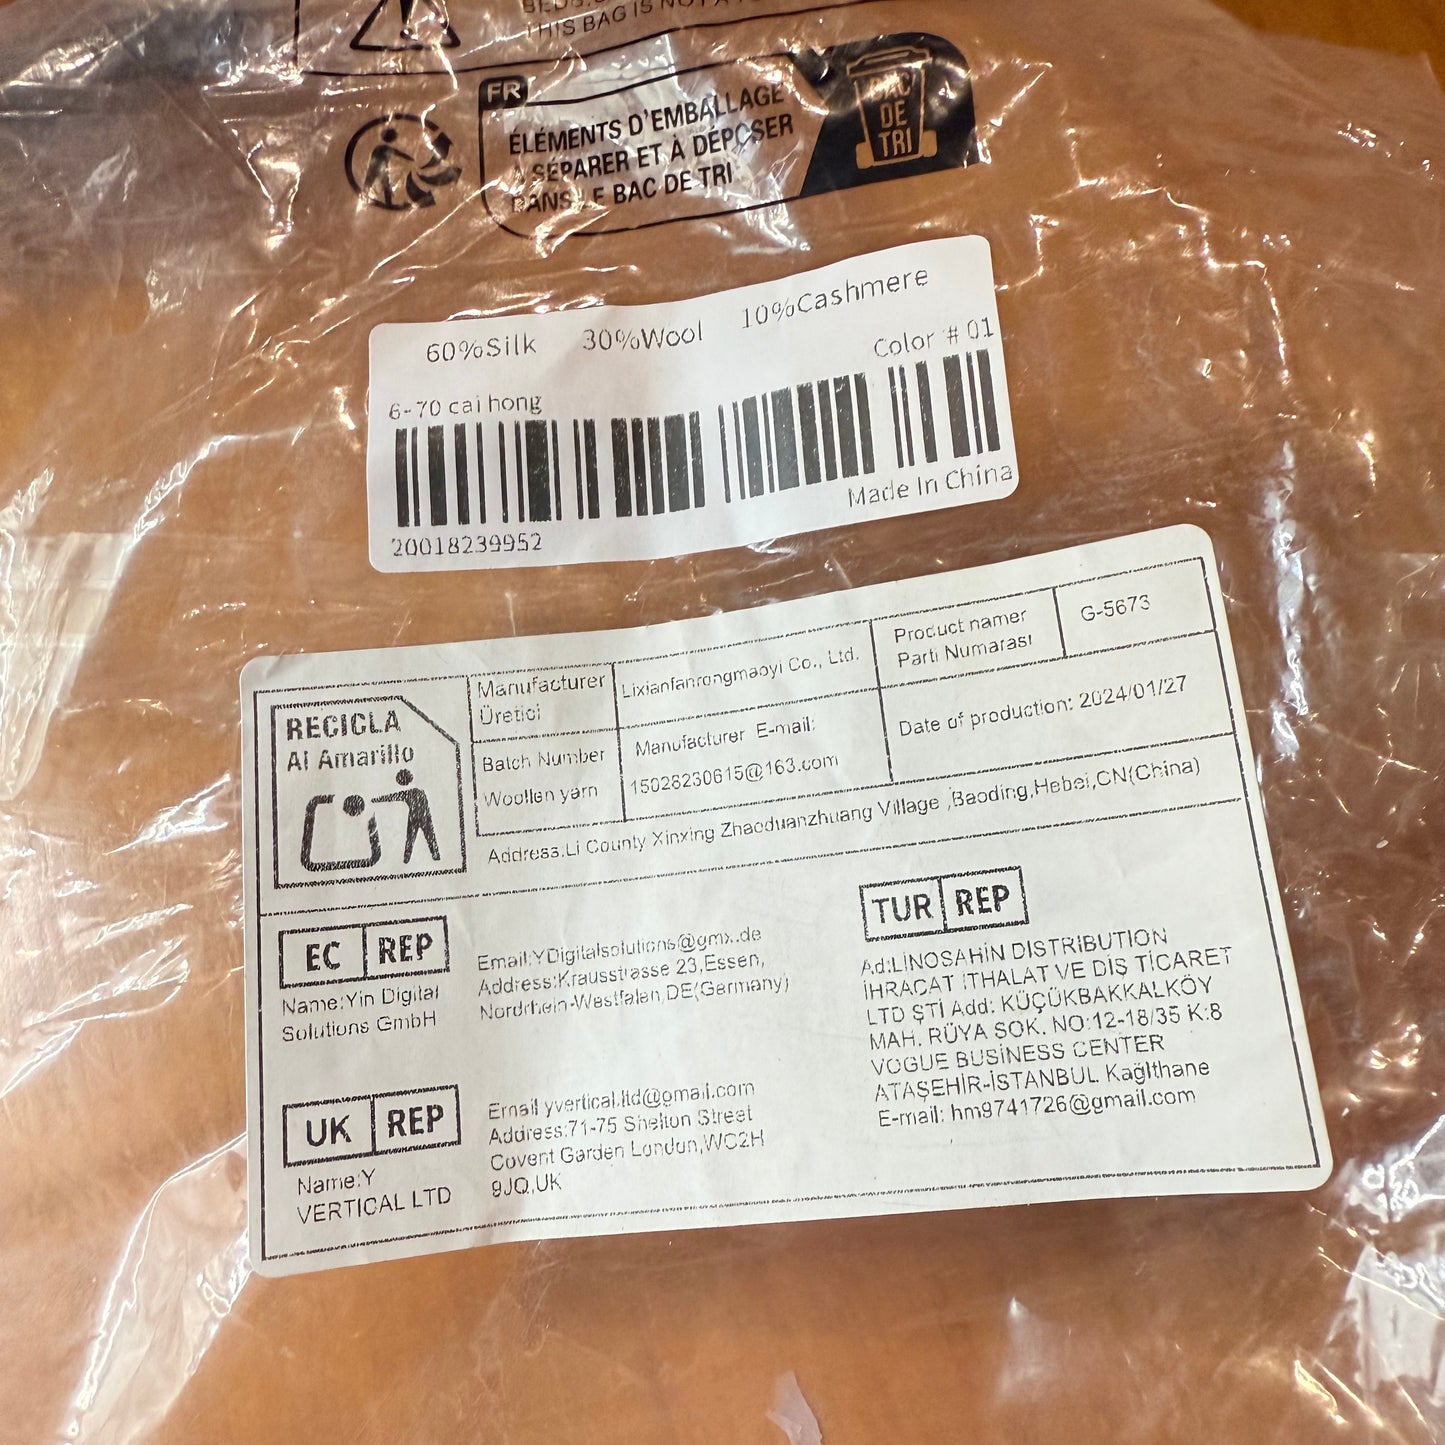 THIS BAG IS NOT A
FR
ÉLÉMENTS D'EMBALLAGE
À SÉPARER ET À DÉPOSER
DANS LE BAC DE TRI
BAC
DE
TRI
60%Silk 30%Wool 10%Cashmere
Color # 01
6-70 cai hong
Made In China
20018239952
RECICLA
Al Amarillo
Manufacturer
Üretici
Lixianfanrongmaoyi Co., Ltd.
Product namer
Parti Numarası
G-5673
Batch Number
Woollen yarn
Manufacturer E-mail:
15028230615@163.com
Date of production: 2024/01/27
Address:Li County Xinxing Zhaoduanzhuang Village ,Baoding,Hebei,CN(China)
EC REP
Name:Yin Digital
Solutions GmbH
Email:YDigitalsolutions@gmx.de
Address:Krausstrasse 23,Essen,
Nordrhein-Westfalen,DE(Germany)
UK REP
Name:Y
VERTICAL LTD
Email yvertical.ltd@gmail.com
Address:71-75 Shelton Street
Covent Garden London,WC2H
9JQ,UK
TUR REP
Ad:LİNOSAHİN DISTRIBUTION
İHRACAT İTHALAT VE DIŞ TİCARET
LTD ŞTİ Add: KÜÇÜKBAKKALKÖY
MAH. RÜYA SOK. NO:12-18/35 K:8
VOGUE BUSINESS CENTER
ATAŞEHİR-İSTANBUL Kağlthane
E-mail: hm9741726@gmail.com